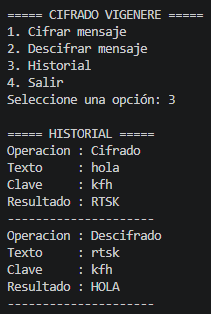 ===== CIFRADO VIGENERE =====
1. Cifrar mensaje
2. Descifrar mensaje
3. Historial
4. Salir
Seleccione una opción: 3

===== HISTORIAL =====
Operacion : Cifrado
Texto     : hola
Clave     : kfh
Resultado : RTSK
----------------------
Operacion : Descifrado
Texto     : rtsk
Clave     : kfh
Resultado : HOLA
----------------------